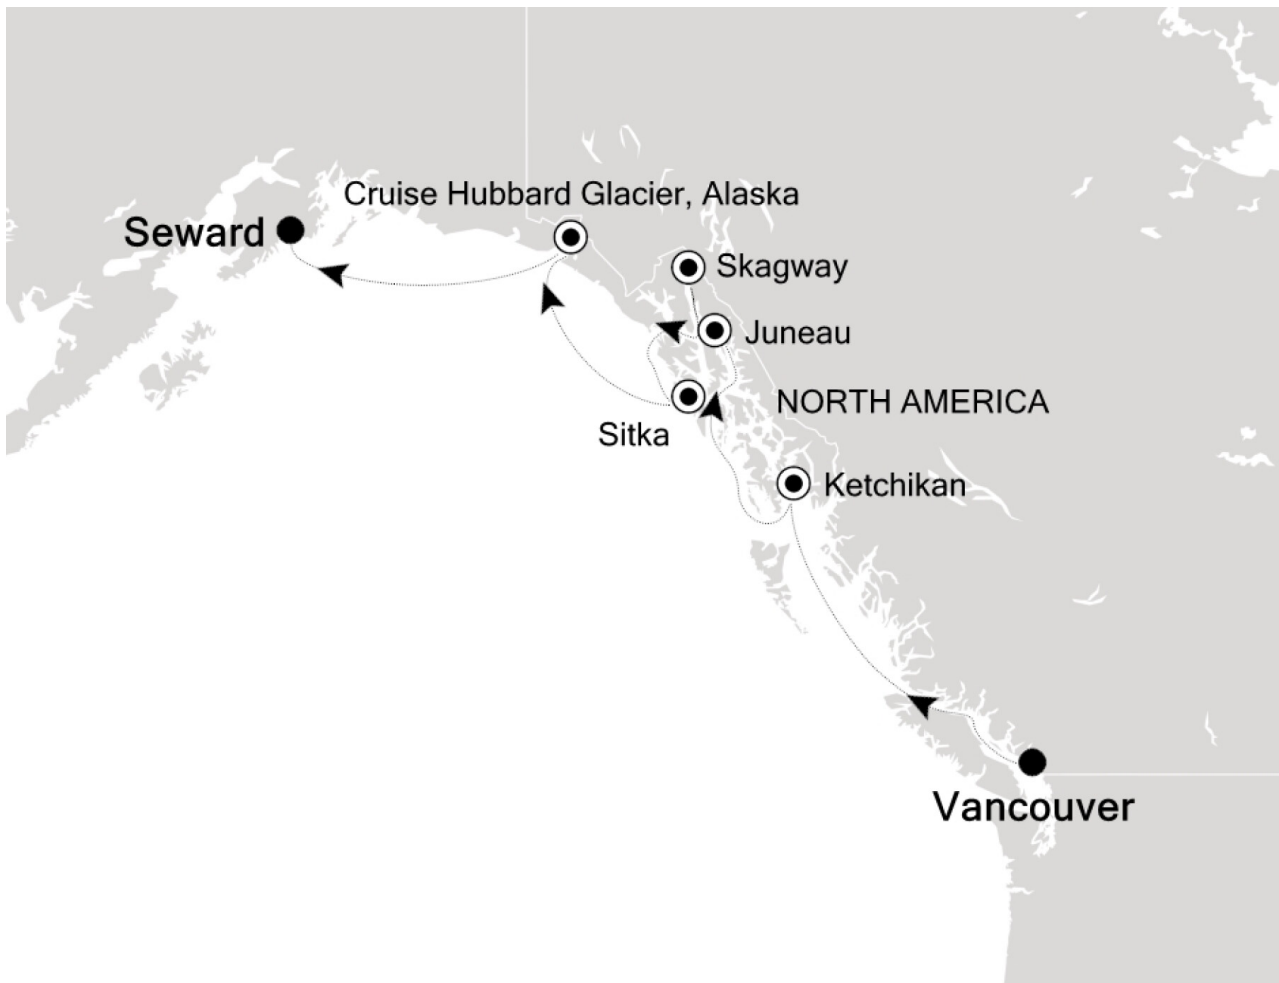 Cruise Hubbard Glacier, Alaska
Seward
Skagway
Juneau
NORTH AMERICA
Sitka
Ketchikan
Vancouver